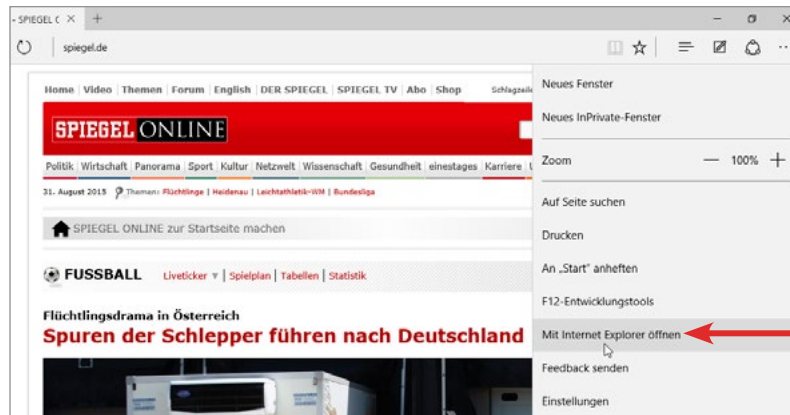 - SPIEGEL C
spiegel.de
Home | Video | Themen | Forum | English | DER SPIEGEL | SPIEGEL TV | Abo | Shop
SPIEGEL ONLINE
Politik | Wirtschaft | Panorama | Sport | Kultur | Netzwelt | Wissenschaft | Gesundheit | einestages | Karriere
31. August 2015 Themen: Flüchtlinge | Heidenau | Leichtathletik-WM | Bundesliga
SPIEGEL ONLINE zur Startseite machen
FUSSBALL Liveticker | Spielplan | Tabellen | Statistik
Flüchtlingsdrama in Österreich
Spuren der Schlepper führen nach Deutschland
Neues Fenster
Neues InPrivate-Fenster
Zoom — 100% +
Auf Seite suchen
Drucken
An „Start“ anheften
F12-Entwicklungstools
Mit Internet Explorer öffnen
Feedback senden
Einstellungen